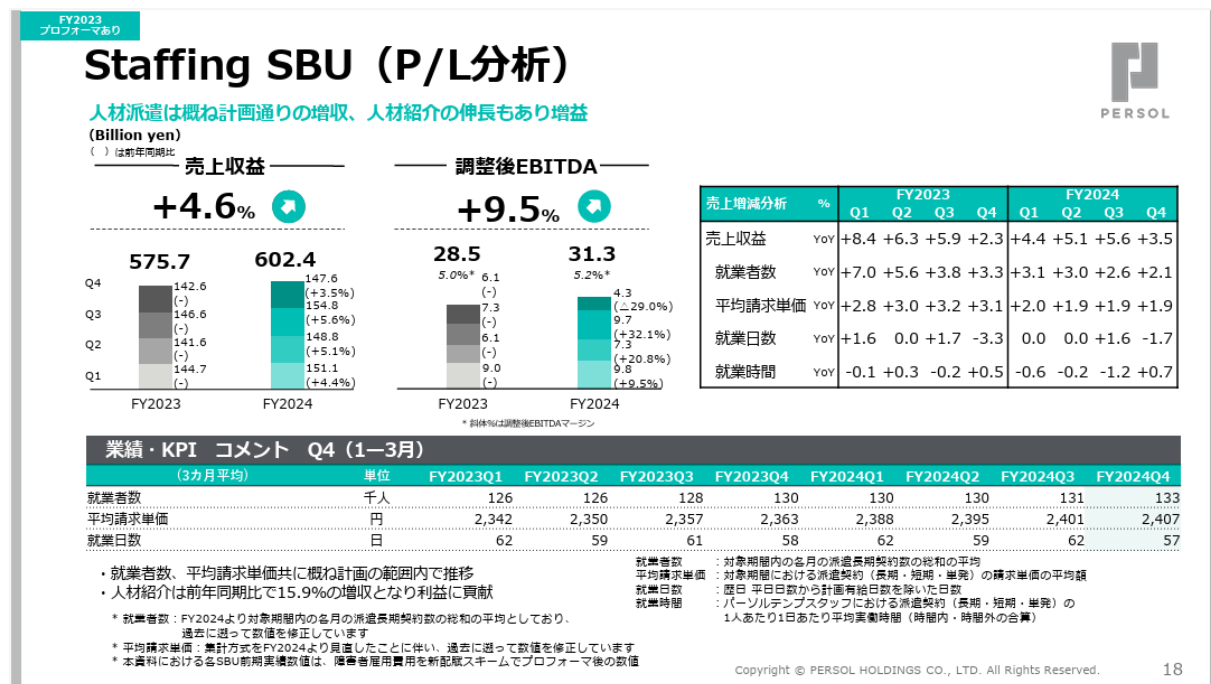 FY2023
プロフォーマあり
Staffing SBU（P/L分析）
PERSOL
人材派遣は概ね計画通りの増収、人材紹介の伸長もあり増益
（Billion yen）
（ ）は前年同期比
売上収益
+4.6%
575.7
602.4
Q4
Q3
Q2
Q1
142.6
(-)
146.6
(-)
141.6
(-)
144.7
(-)
147.6
(+3.5%)
154.8
(+5.6%)
148.8
(+5.1%)
151.1
(+4.4%)
FY2023
FY2024
調整後EBITDA
+9.5%
28.5
31.3
5.0%*
5.2%*
6.1
(-)
7.3
(-)
6.1
(-)
9.0
(-)
4.3
(△29.0%)
9.7
(+32.1%)
7.3
(+20.8%)
9.8
(+9.5%)
FY2023
FY2024
* 斜体%は調整後EBITDAマージン
売上増減分析 % FY2023 FY2024
Q1 Q2 Q3 Q4 Q1 Q2 Q3 Q4
売上収益 YoY +8.4 +6.3 +5.9 +2.3 +4.4 +5.1 +5.6 +3.5
就業者数 YoY +7.0 +5.6 +3.8 +3.3 +3.1 +3.0 +2.6 +2.1
平均請求単価 YoY +2.8 +3.0 +3.2 +3.1 +2.0 +1.9 +1.9 +1.9
就業日数 YoY +1.6 0.0 +1.7 -3.3 0.0 0.0 +1.6 -1.7
就業時間 YoY -0.1 +0.3 -0.2 +0.5 -0.6 -0.2 -1.2 +0.7
業績・KPI コメント Q4（1ー3月）
（3カ月平均） 単位 FY2023Q1 FY2023Q2 FY2023Q3 FY2023Q4 FY2024Q1 FY2024Q2 FY2024Q3 FY2024Q4
就業者数 千人 126 126 128 130 130 130 131 133
平均請求単価 円 2,342 2,350 2,357 2,363 2,388 2,395 2,401 2,407
就業日数 日 62 59 61 58 62 59 62 57
・就業者数、平均請求単価共に概ね計画の範囲内で推移
・人材紹介は前年同期比で15.9%の増収となり利益に貢献
* 就業者数：FY2024より対象期間内の各月の派遣長期契約数の総和の平均としており、
過去に遡って数値を修正しています
* 平均請求単価：集計方式をFY2024より見直したことに伴い、過去に遡って数値を修正しています
* 本資料における各SBU前期実績数値は、障害者雇用費用を新配賦スキームでプロフォーマ後の数値
就業者数 ：対象期間内の各月の派遣長期契約数の総和の平均
平均請求単価 ：対象期間における派遣契約（長期・短期・単発）の請求単価の平均額
就業日数 ：暦日 平日日数から計画有給日数を除いた日数
就業時間 ：パーソルテンプスタッフにおける派遣契約（長期・短期・単発）の
1人あたり1日あたり平均実働時間（時間内・時間外の合算）
Copyright © PERSOL HOLDINGS CO., LTD. All Rights Reserved.
18